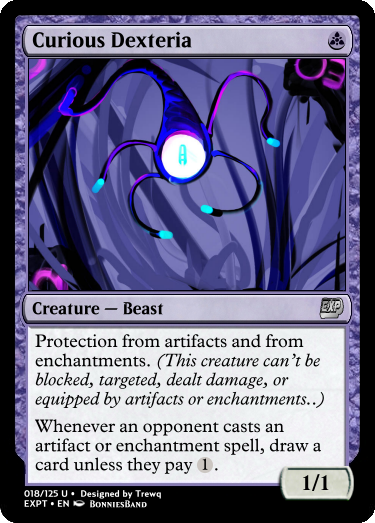 Curious Dexteria
Creature — Beast
EXP
Protection from artifacts and from
enchantments. (This creature can't be
blocked, targeted, dealt damage, or
equipped by artifacts or enchantments..)
Whenever an opponent casts an
artifact or enchantment spell, draw a
card unless they pay 1.
1/1
018/125 U • Designed by Trewq
EXPT • EN BonniesBand